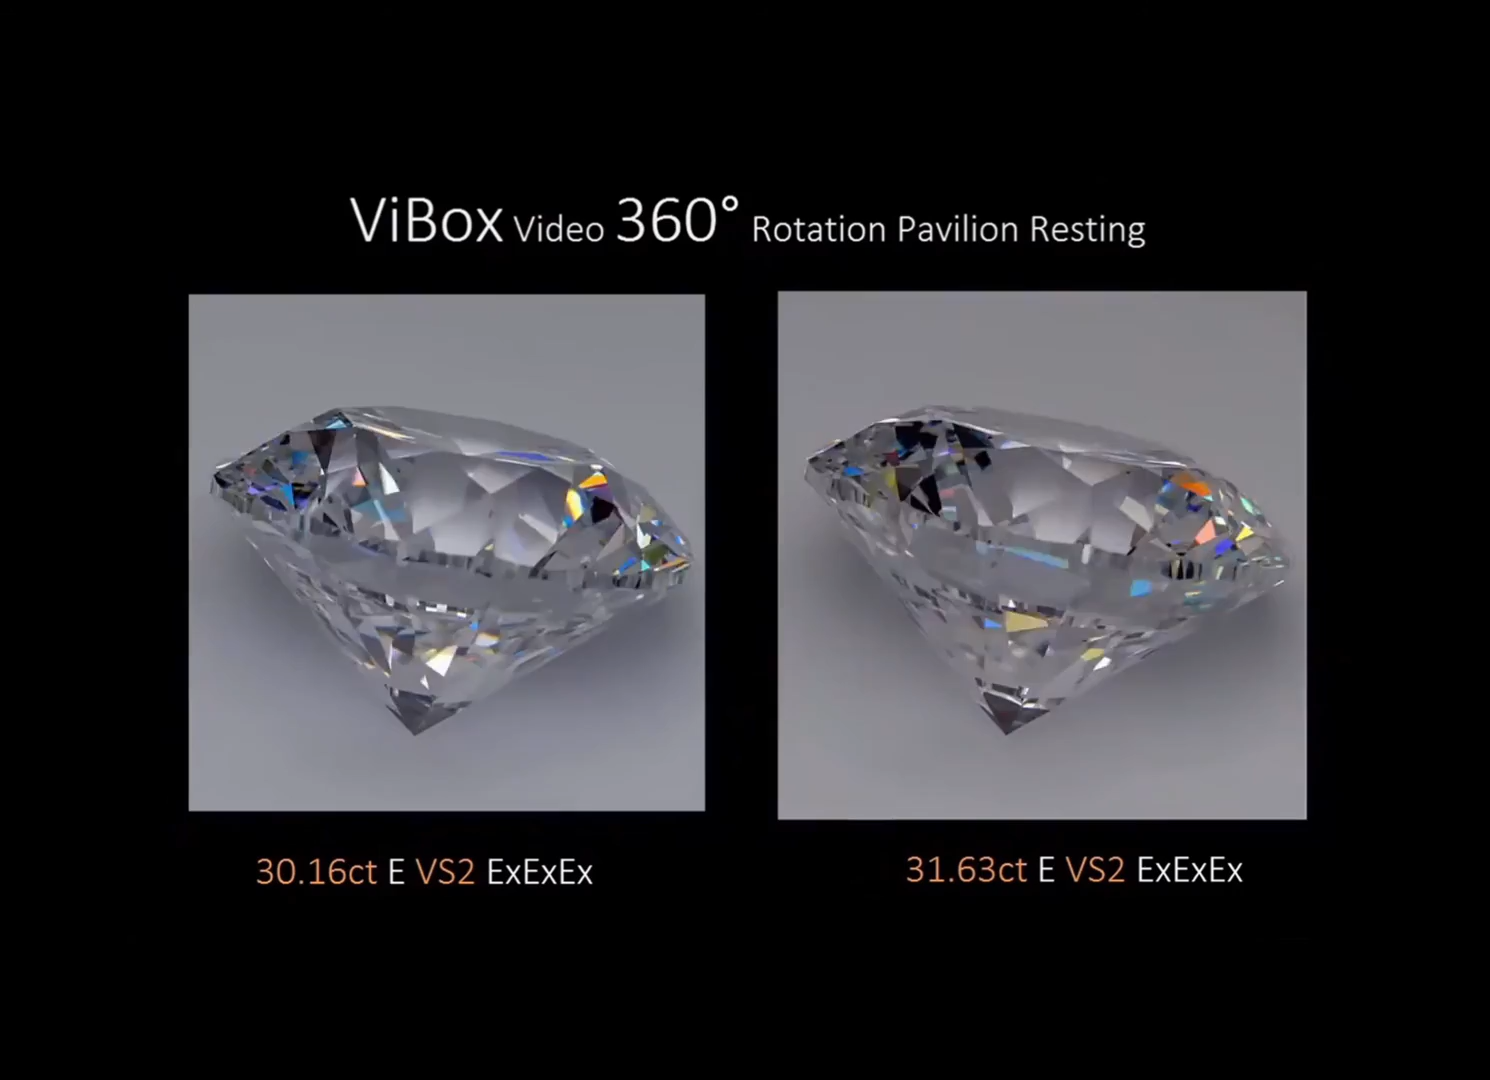 ViBox Video 360° Rotation Pavilion Resting
30.16ct E VS2 ExExEx
31.63ct E VS2 ExExEx